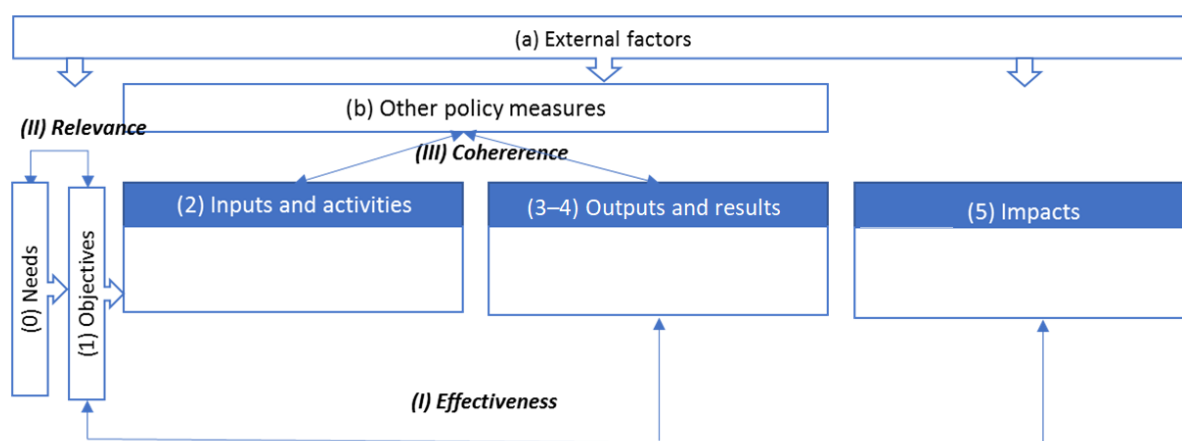 (a) External factors
(b) Other policy measures
(II) Relevance
(III) Cohererence
(0) Needs
(1) Objectives
(2) Inputs and activities
(3–4) Outputs and results
(5) Impacts
(I) Effectiveness